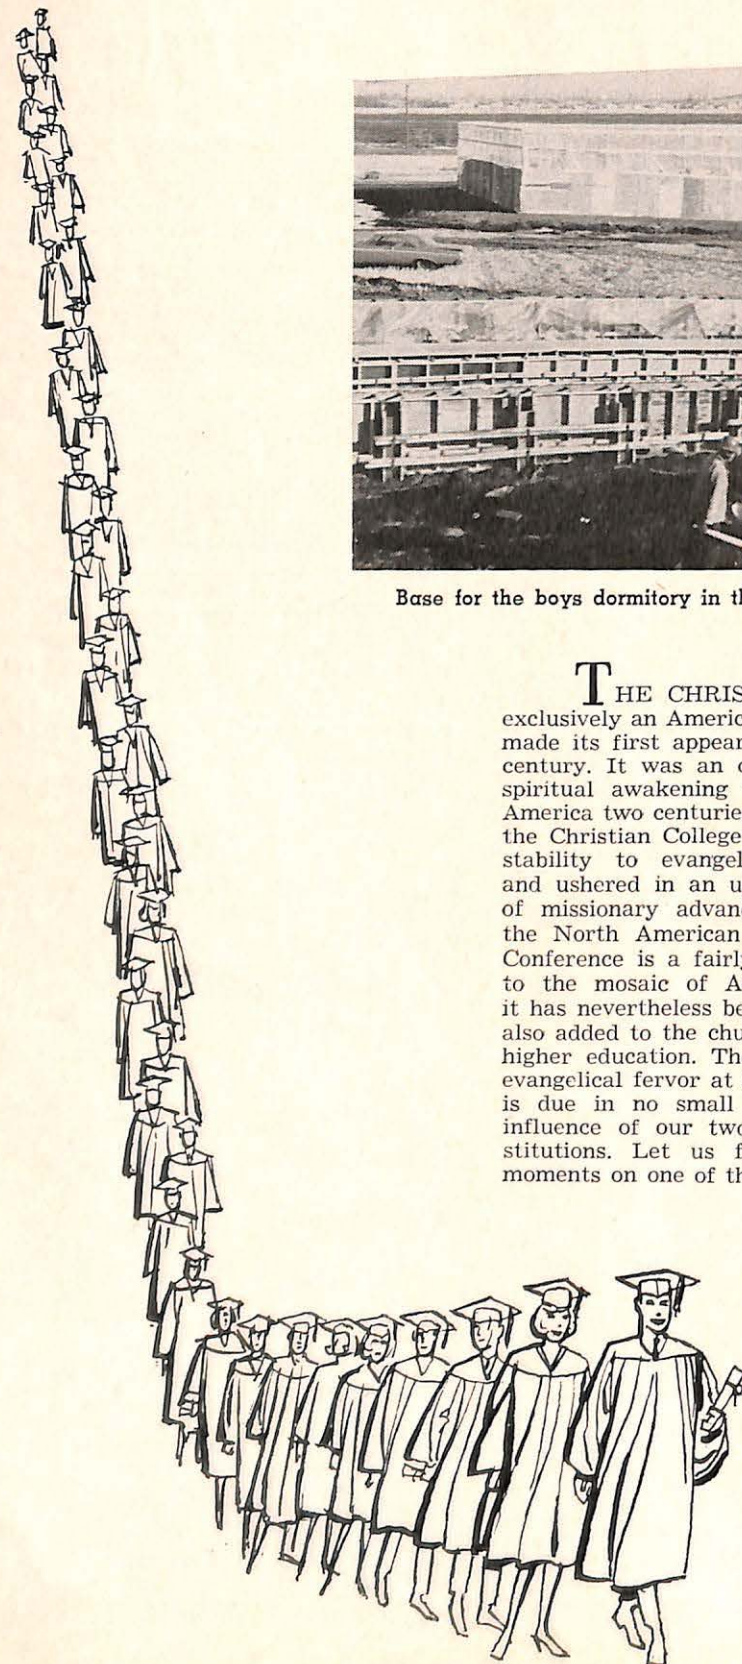 Base for the boys dormitory in th
THE CHRIS
exclusively an Americ
made its first appear
century. It was an o
spiritual awakening
America two centurie
the Christian College
stability to evangel
and ushered in an u
of missionary advan
the North American
Conference is a fairl
to the mosaic of A
it has nevertheless be
also added to the chu
higher education. Th
evangelical fervor at
is due in no small
influence of our two
stitutions. Let us f
moments on one of th